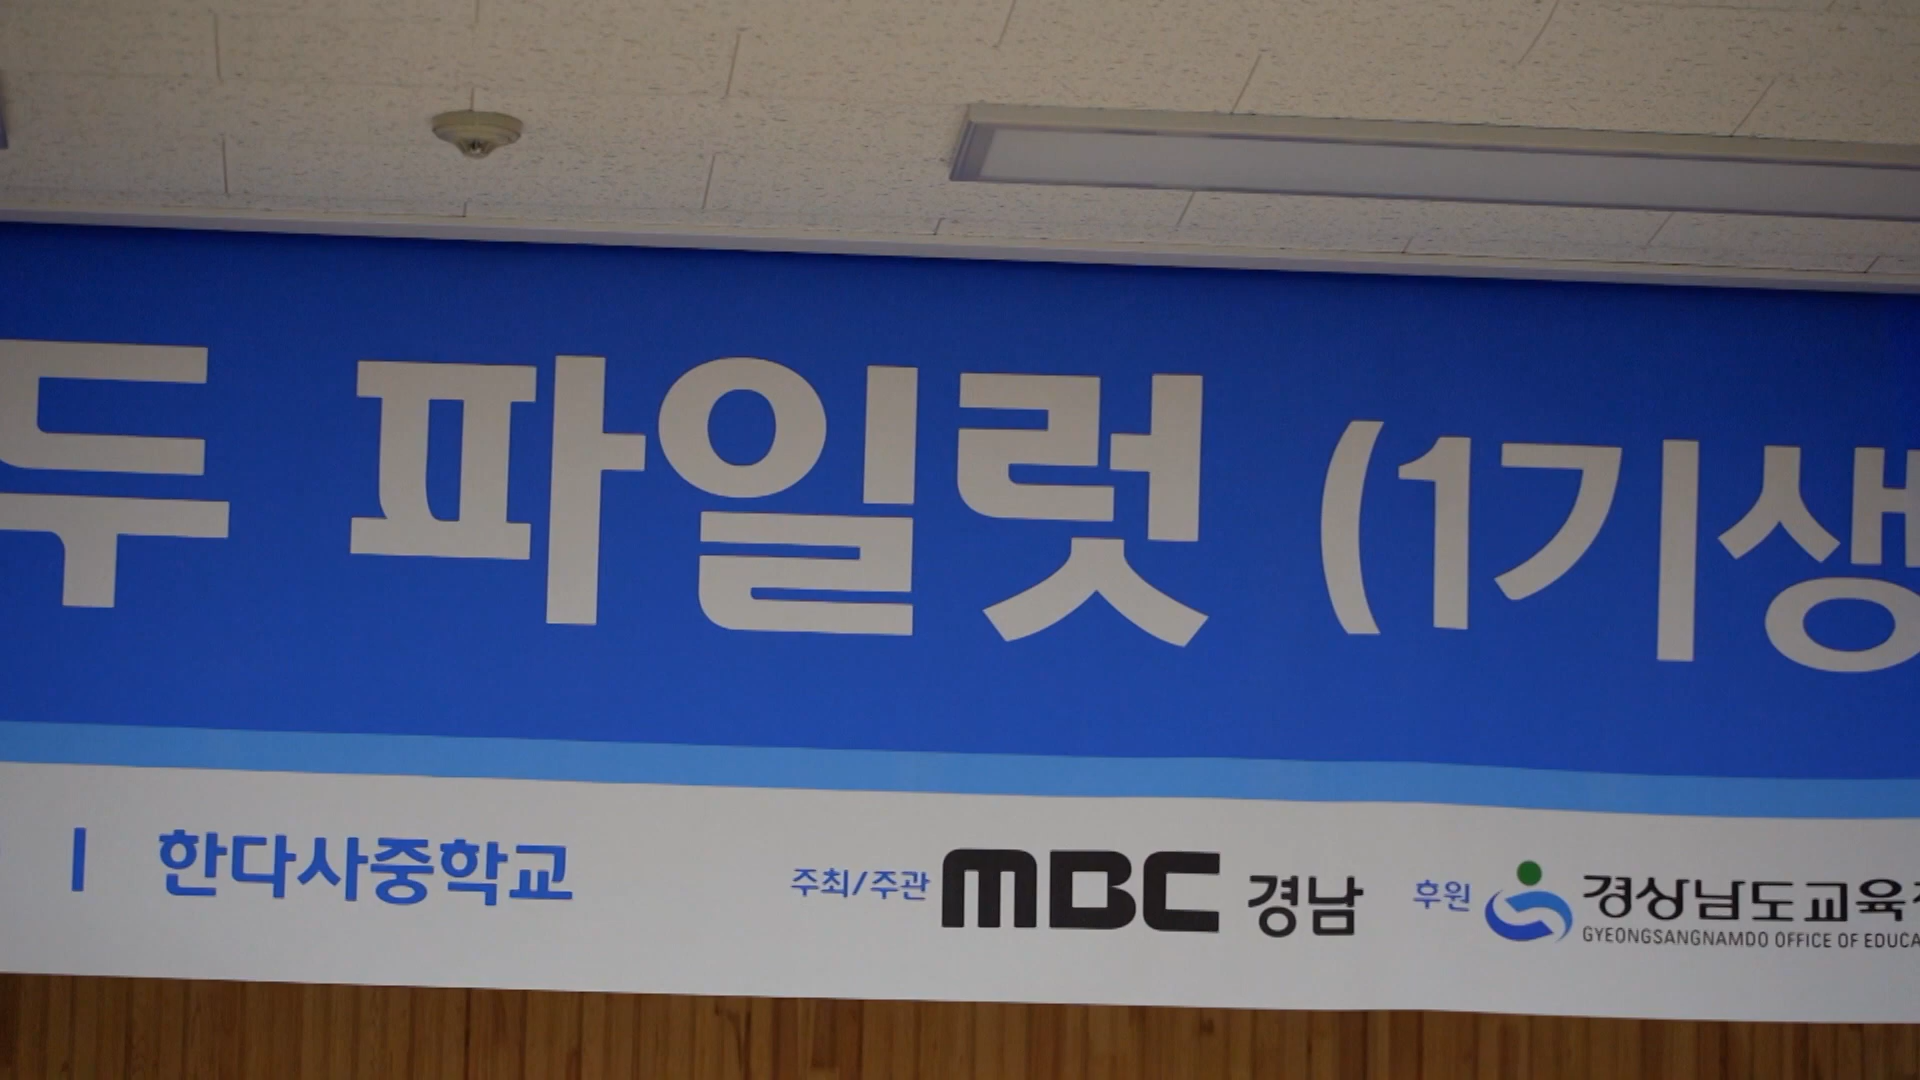 두 파일럿 (1기생
| 한다사중학교 주최/주관 MBC 경남 후원 경상남도교육청
GYEONGSANGNAMDO OFFICE OF EDUCA